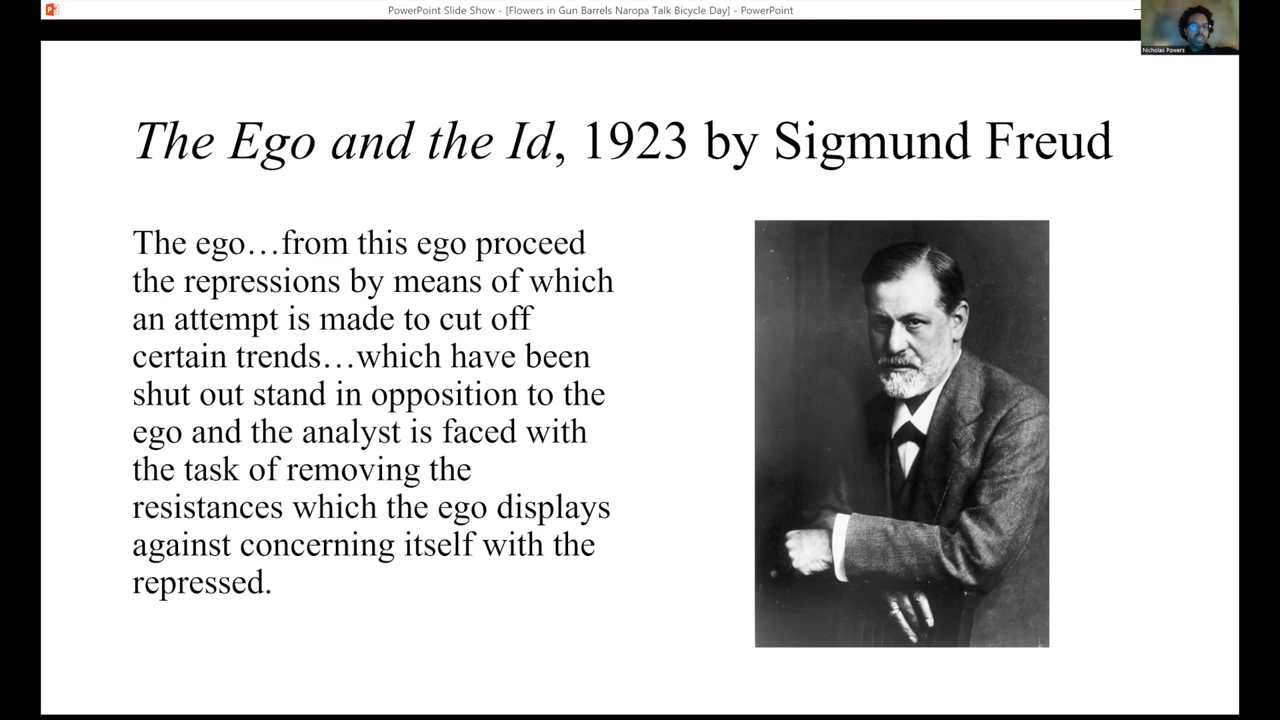 PowerPoint Slide Show - [Flowers in Gun Barrels Naropa Talk Bicycle Day] - PowerPoint
Nicholas Powers
The Ego and the Id, 1923 by Sigmund Freud
The ego…from this ego proceed
the repressions by means of which
an attempt is made to cut off
certain trends…which have been
shut out stand in opposition to the
ego and the analyst is faced with
the task of removing the
resistances which the ego displays
against concerning itself with the
repressed.